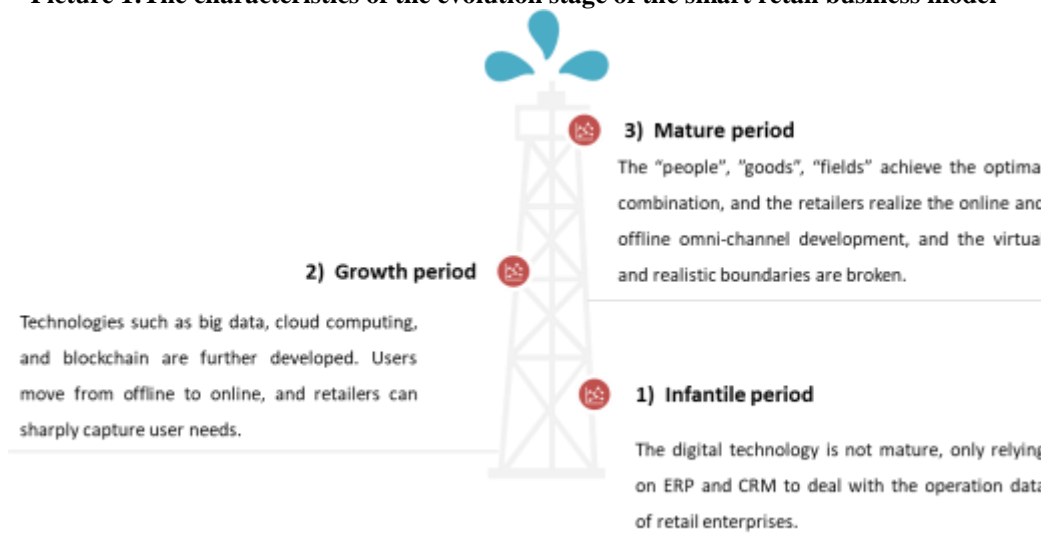 Picture 1.The characteristics of the evolution stage of the smart retail business model
3) Mature period
The “people”, ”goods”, “fields” achieve the optima
combination, and the retailers realize the online and
offline omni-channel development, and the virtua
and realistic boundaries are broken.
2) Growth period
Technologies such as big data, cloud computing,
and blockchain are further developed. Users
move from offline to online, and retailers can
sharply capture user needs.
1) Infantile period
The digital technology is not mature, only relying
on ERP and CRM to deal with the operation data
of retail enterprises.